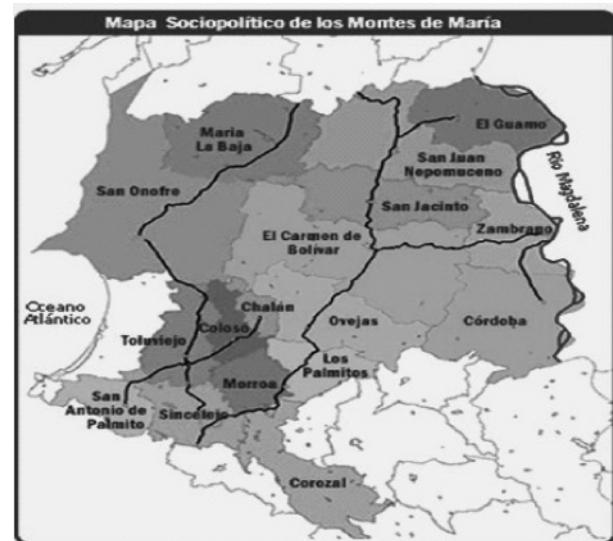 Mapa Sociopolítico de los Montes de María
El Guamo
Maria
La Baja
San Juan
Nepomuceno
Río Magdalena
San Onofre
San Jacinto
Zambrano
El Carmen de
Bolívar
Oceano
Atlántico
Chalán
Colosó
Ovejas
Córdoba
Toluviejo
Los
Palmitos
Morroa
San
Antonio de
Palmito
Sincelejo
Corozal